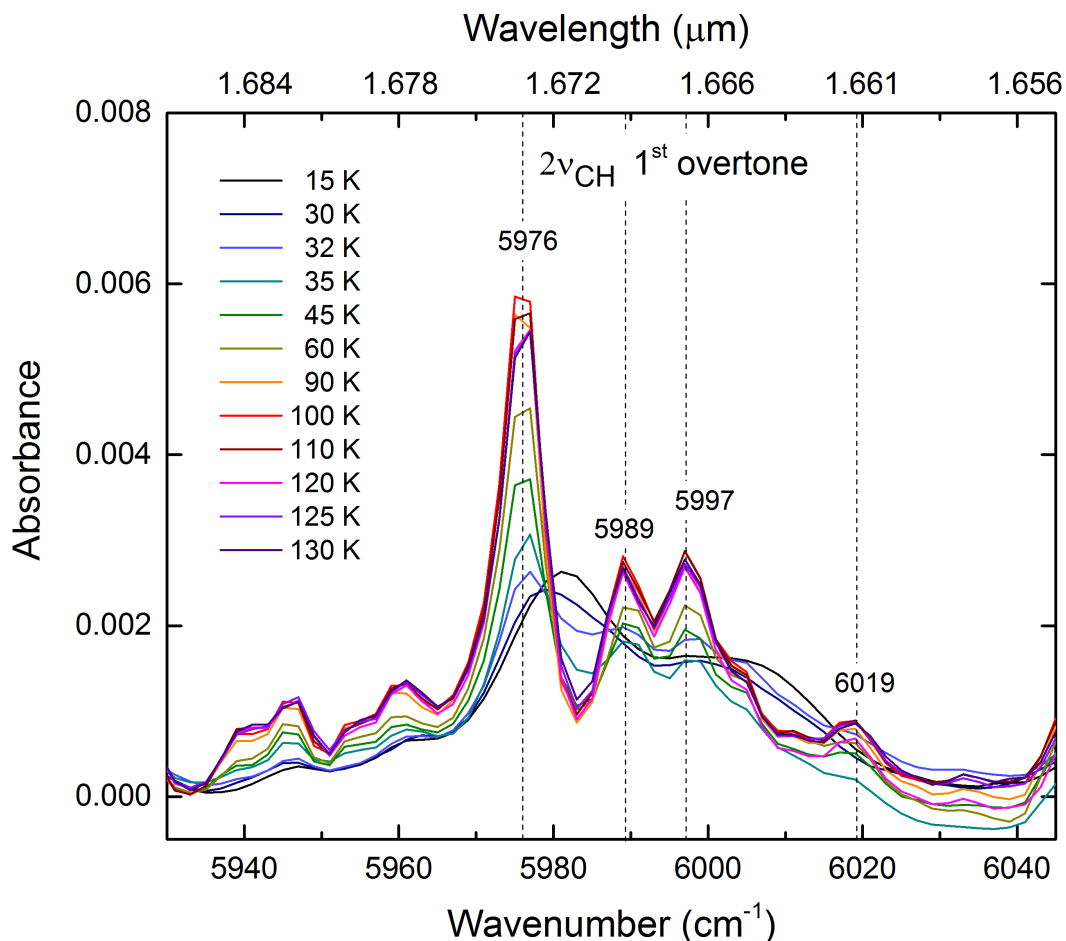 Wavelength (μm)
1.684 1.678 1.672 1.666 1.661 1.656
0.008
2νCH 1st overtone
15 K
30 K
5976
32 K
0.006
35 K
45 K
60 K
90 K
100 K
0.004
110 K
120 K
5989 5997
125 K
130 K
Absorbance
0.002
6019
0.000
5940 5960 5980 6000 6020 6040
Wavenumber (cm-1)